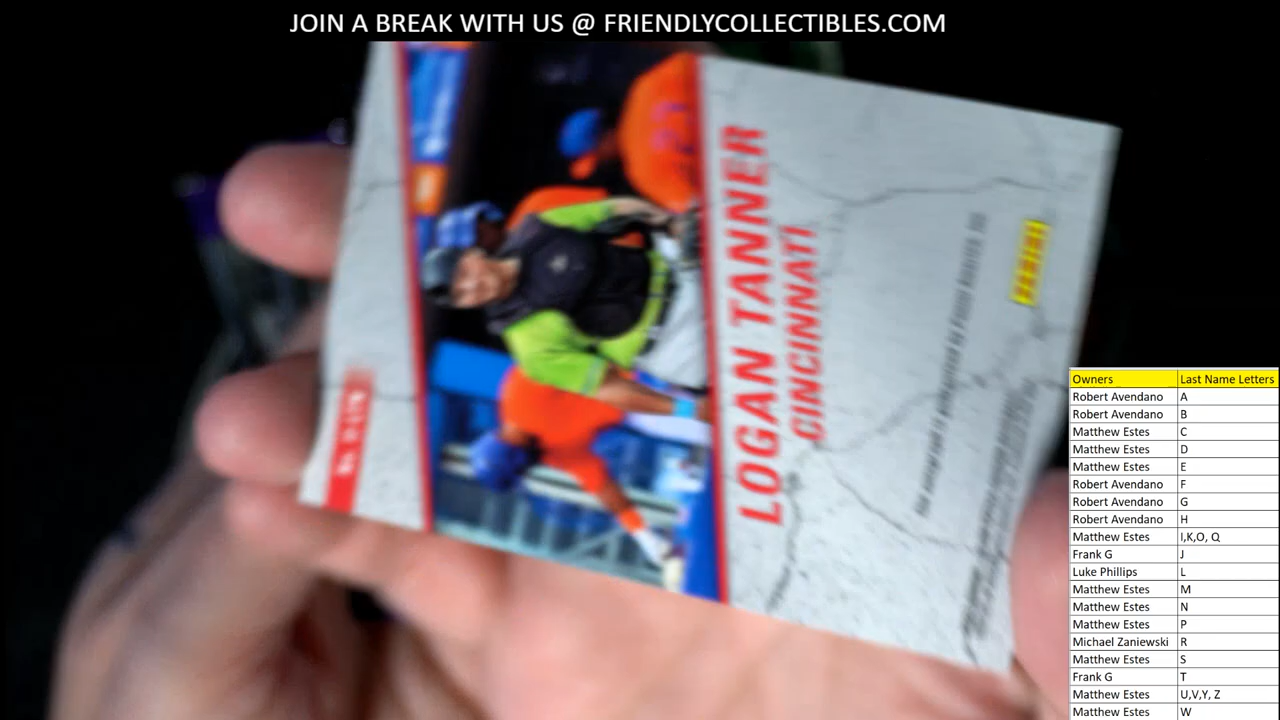 JOIN A BREAK WITH US @ FRIENDLYCOLLECTIBLES.COM
LOGAN TANNER
CINCINNATI
PANINI
Owners Last Name Letters
Robert Avendano A
Robert Avendano B
Matthew Estes C
Matthew Estes D
Matthew Estes E
Robert Avendano F
Robert Avendano G
Robert Avendano H
Matthew Estes I,K,O, Q
Frank G J
Luke Phillips L
Matthew Estes M
Matthew Estes N
Matthew Estes P
Michael Zaniewski R
Matthew Estes S
Frank G T
Matthew Estes U,V,Y, Z
Matthew Estes W